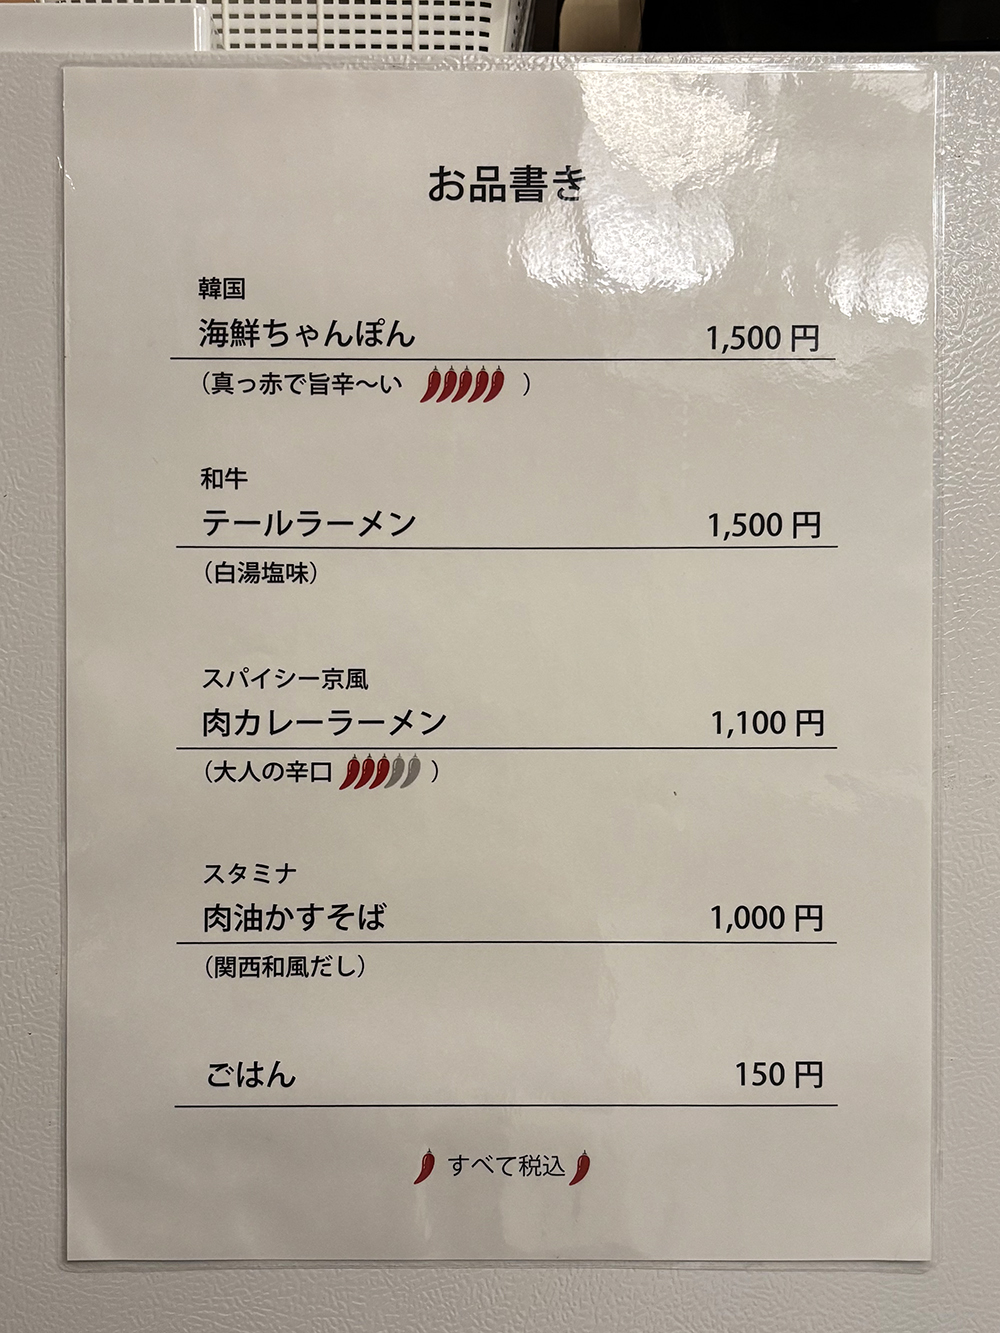 お品書き
韓国
海鮮ちゃんぽん 1,500 円
（真っ赤で旨辛〜い ）
和牛
テールラーメン 1,500 円
（白湯塩味）
スパイシー京風
肉カレーラーメン 1,100 円
（大人の辛口 ）
スタミナ
肉油かすそば 1,000 円
（関西和風だし）
ごはん 150 円
すべて税込